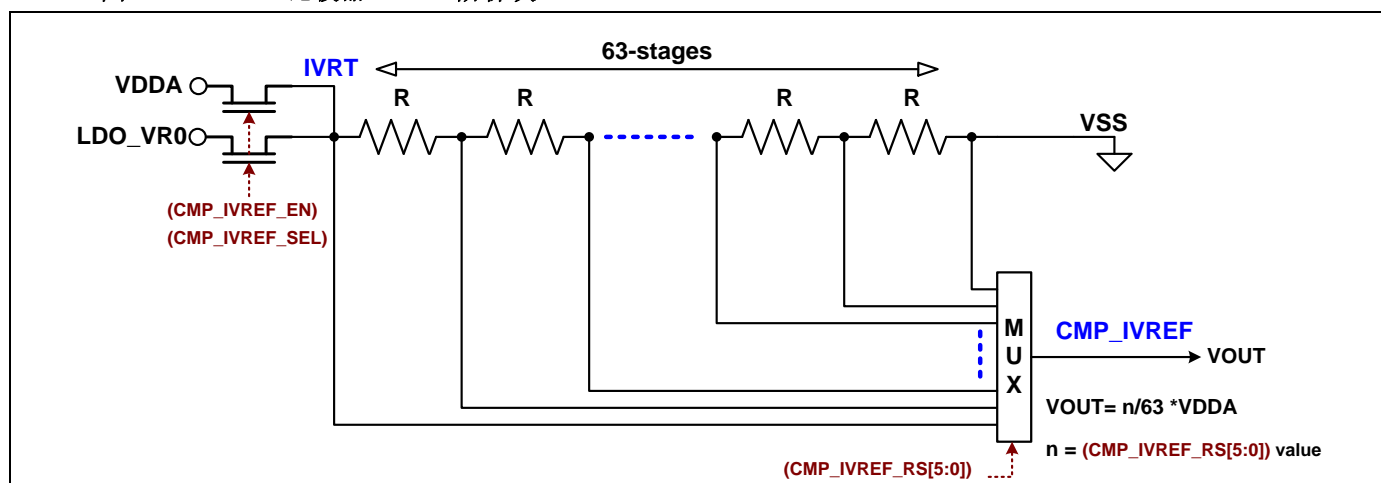 63-stages
IVRT
VDDA
R R R R
LDO_VR0
VSS
(CMP_IVREF_EN)
(CMP_IVREF_SEL)
MUX
CMP_IVREF
VOUT
VOUT= n/63 *VDDA
n = (CMP_IVREF_RS[5:0]) value
(CMP_IVREF_RS[5:0])